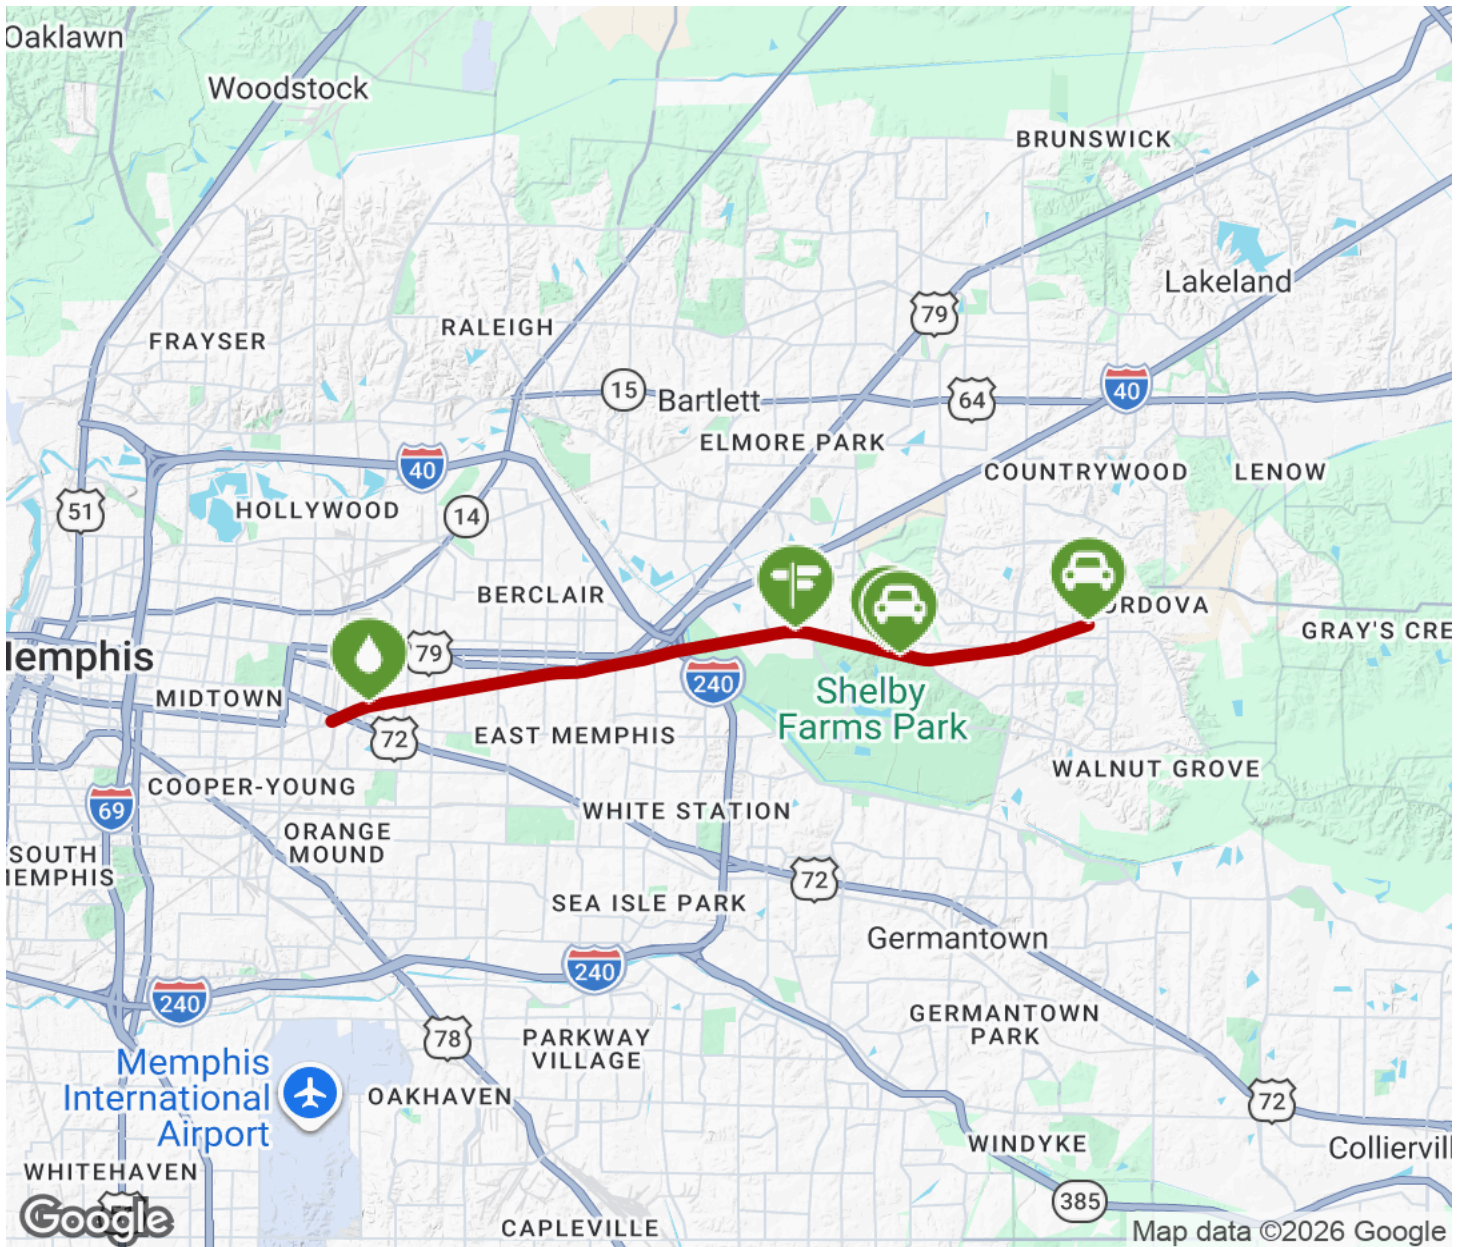 Oaklawn
Woodstock
BRUNSWICK
Lakeland
79
RALEIGH
FRAYSER
15
Bartlett
64
40
ELMORE PARK
40
COUNTRYWOOD
LENOW
51
HOLLYWOOD
14
BERCLAIR
ORDOVA
GRAY'S CRE
79
lemphis
MIDTOWN
240
Shelby
Farms Park
72
EAST MEMPHIS
WALNUT GROVE
COOPER-YOUNG
69
WHITE STATION
ORANGE
MOUND
SOUTH
MEMPHIS
72
SEA ISLE PARK
Germantown
240
240
GERMANTOWN
PARK
78
PARKWAY
VILLAGE
Memphis
International
Airport
OAKHAVEN
72
WINDYKE
Colliervill
WHITEHAVEN
385
Google
CAPLEVILLE
Map data ©2026 Google